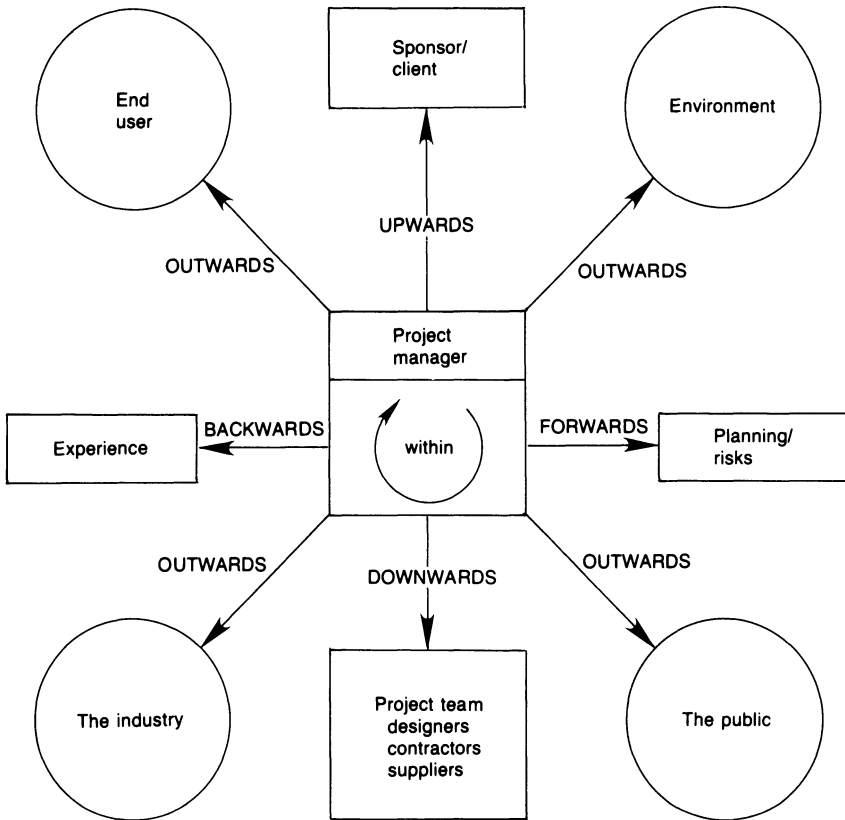 Sponsor/
client
End
user
Environment
UPWARDS
OUTWARDS
OUTWARDS
Project
manager
BACKWARDS
FORWARDS
Experience
within
Planning/
risks
OUTWARDS
DOWNWARDS
OUTWARDS
The industry
Project team
designers
contractors
suppliers
The public